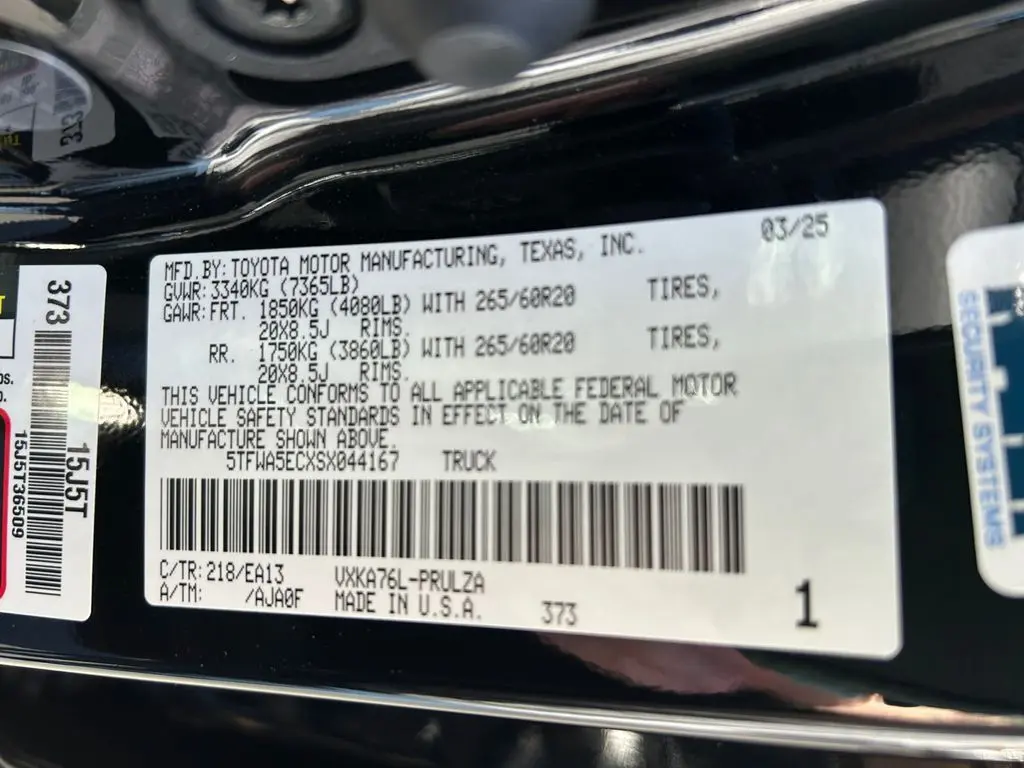 03/25
MFD.BY: TOYOTA MOTOR MANUFACTURING, TEXAS, INC.
GVWR: 3340KG (7365LB)
GAWR: FRT. 1850KG (4080LB) WITH 265/60R20 TIRES,
20X8.5J RIMS.
RR. 1750KG (3860LB) WITH 265/60R20 TIRES,
20X8.5J RIMS.
THIS VEHICLE CONFORMS TO ALL APPLICABLE FEDERAL MOTOR
VEHICLE SAFETY STANDARDS IN EFFECT ON THE DATE OF
MANUFACTURE SHOWN ABOVE.
5TFWA5ECXSX044167 TRUCK
C/TR: 218/EA13 VXKA76L-PRULZA
A/TM: /AJA0F MADE IN U.S.A. 373
1
373
15J5T
15J5T36509
SECURITY SYSTEMS
373